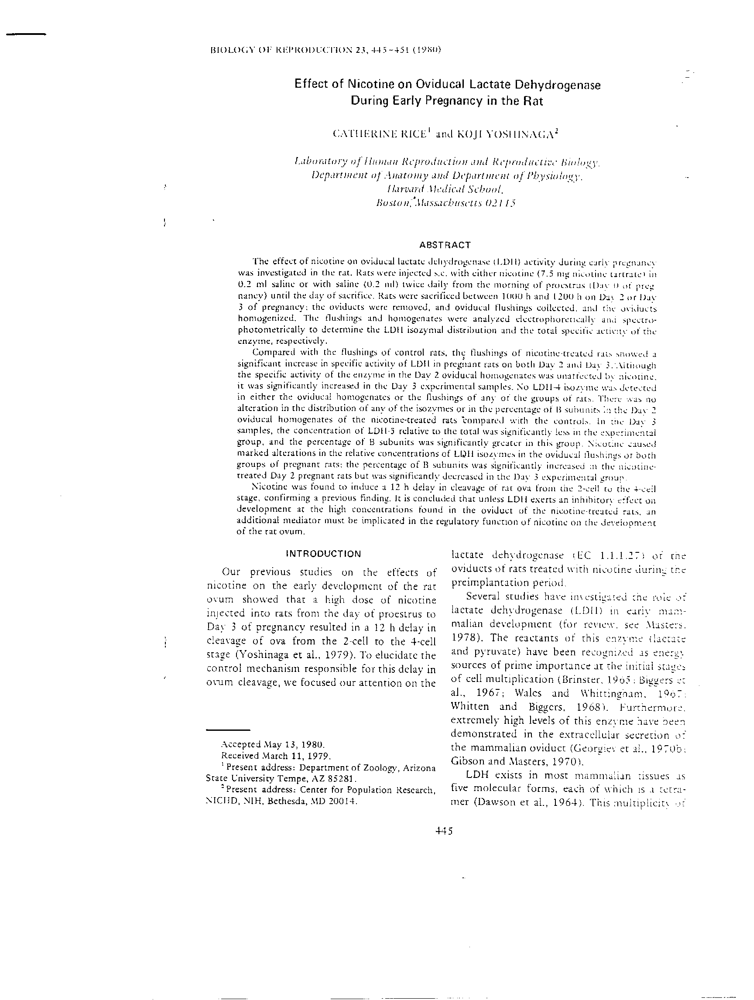 BIOLOGY OF REPRODUCTION 23, 445-451 (1980)
Effect of Nicotine on Oviducal Lactate Dehydrogenase
During Early Pregnancy in the Rat
CATHERINE RICE¹ and KOJI YOSHINAGA²
Laboratory of Human Reproduction and Reproductive Biology,
Department of Anatomy and Department of Physiology,
Harvard Medical School,
Boston, Massachusetts 02115
ABSTRACT
The effect of nicotine on oviducal lactate dehydrogenase (LDH) activity during early pregnancy
was investigated in the rat. Rats were injected s.c. with either nicotine (7.5 mg nicotine tartrate) in
0.2 ml saline or with saline (0.2 ml) twice daily from the morning of proestrus (Day 0 of preg
nancy) until the day of sacrifice. Rats were sacrificed between 1000 h and 1200 h on Day 2 or Day
3 of pregnancy; the oviducts were removed, and oviducal flushings collected, and the oviducts
homogenized. The flushings and homogenates were analyzed electrophoretically and spectro-
photometrically to determine the LDH isozymal distribution and the total specific activity of the
enzyme, respectively.
Compared with the flushings of control rats, the flushings of nicotine-treated rats showed a
significant increase in specific activity of LDH in pregnant rats on both Day 2 and Day 3. Although
the specific activity of the enzyme in the Day 2 oviducal homogenates was unaffected by nicotine,
it was significantly increased in the Day 3 experimental samples. No LDH-4 isozyme was detected
in either the oviducal homogenates or the flushings of any of the groups of rats. There was no
alteration in the distribution of any of the isozymes or in the percentage of B subunits in the Day 2
oviducal homogenates of the nicotine-treated rats compared with the controls. In the Day 3
samples, the concentration of LDH-5 relative to the total was significantly less in the experimental
group, and the percentage of B subunits was significantly greater in this group. Nicotine caused
marked alterations in the relative concentrations of LDH isozymes in the oviducal flushings of both
groups of pregnant rats; the percentage of B subunits was significantly increased in the nicotine-
treated Day 2 pregnant rats but was significantly decreased in the Day 3 experimental group.
Nicotine was found to induce a 12 h delay in cleavage of rat ova from the 2-cell to the 4-cell
stage, confirming a previous finding. It is concluded that unless LDH exerts an inhibitory effect on
development at the high concentrations found in the oviduct of the nicotine-treated rats, an
additional mediator must be implicated in the regulatory function of nicotine on the development
of the rat ovum.
INTRODUCTION
Our previous studies on the effects of
nicotine on the early development of the rat
ovum showed that a high dose of nicotine
injected into rats from the day of proestrus to
Day 3 of pregnancy resulted in a 12 h delay in
cleavage of ova from the 2-cell to the 4-cell
stage (Yoshinaga et al., 1979). To elucidate the
control mechanism responsible for this delay in
ovum cleavage, we focused our attention on the
Accepted May 13, 1980.
Received March 11, 1979.
¹Present address: Department of Zoology, Arizona
State University Tempe, AZ 85281.
²Present address: Center for Population Research,
NICHD, NIH, Bethesda, MD 20014.
lactate dehydrogenase (EC 1.1.1.27) of the
oviducts of rats treated with nicotine during the
preimplantation period.
Several studies have investigated the role of
lactate dehydrogenase (LDH) in early mam-
malian development (for review, see Masters,
1978). The reactants of this enzyme (lactate
and pyruvate) have been recognized as energy
sources of prime importance at the initial stages
of cell multiplication (Brinster, 1965; Biggers et
al., 1967; Wales and Whittingham, 1967;
Whitten and Biggers, 1968). Furthermore,
extremely high levels of this enzyme have been
demonstrated in the extracellular secretion of
the mammalian oviduct (Georgiev et al., 1970b;
Gibson and Masters, 1970).
LDH exists in most mammalian tissues as
five molecular forms, each of which is a tetra-
mer (Dawson et al., 1964). This multiplicity of
445